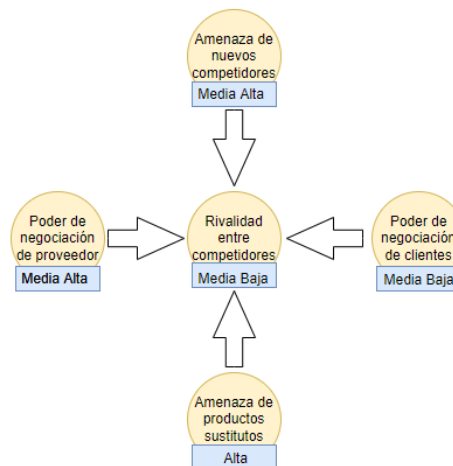 Amenaza de
nuevos
competidores
Media Alta
Poder de
negociación
de proveedor
Media Alta
Rivalidad
entre
competidores
Media Baja
Poder de
negociación
de clientes
Media Baja
Amenaza de
productos
sustitutos
Alta